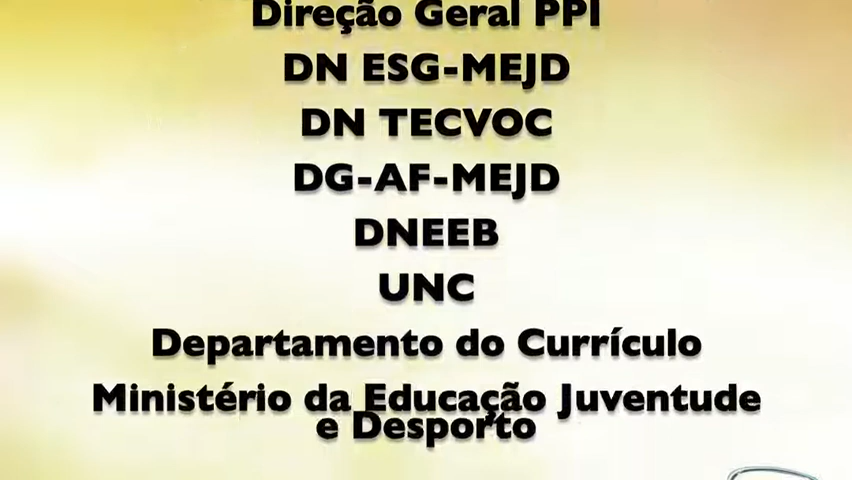 Direção Geral PPI
DN ESG-MEJD
DN TECVOC
DG-AF-MEJD
DNEEB
UNC
Departamento do Currículo
Ministério da Educação Juventude
e Desporto